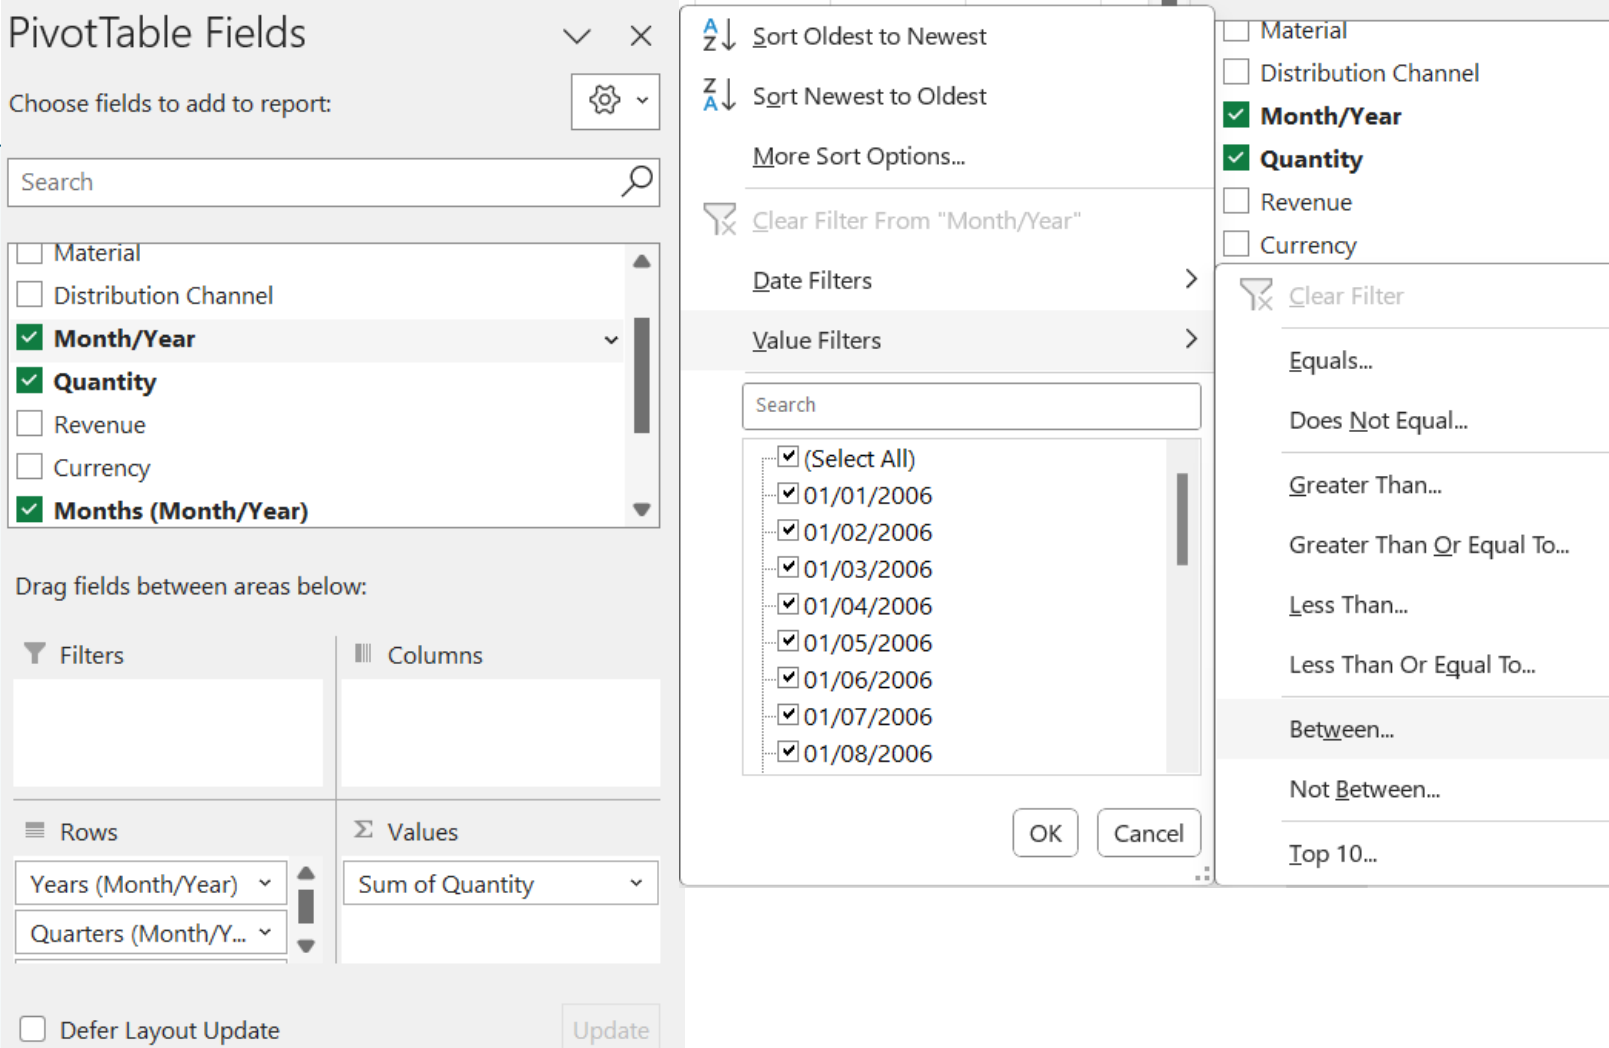 PivotTable Fields
Choose fields to add to report:
Search
Material
Distribution Channel
Month/Year
Quantity
Revenue
Currency
Months (Month/Year)
Drag fields between areas below:
Filters
Columns
Rows
Values
Years (Month/Year)
Sum of Quantity
Quarters (Month/Y...
Defer Layout Update
Update
A
Z
Sort Oldest to Newest
Z
A
Sort Newest to Oldest
More Sort Options...
Clear Filter From "Month/Year"
Date Filters
Value Filters
Search
(Select All)
01/01/2006
01/02/2006
01/03/2006
01/04/2006
01/05/2006
01/06/2006
01/07/2006
01/08/2006
OK
Cancel
Material
Distribution Channel
Month/Year
Quantity
Revenue
Currency
Clear Filter
Equals...
Does Not Equal...
Greater Than...
Greater Than Or Equal To...
Less Than...
Less Than Or Equal To...
Between...
Not Between...
Top 10...